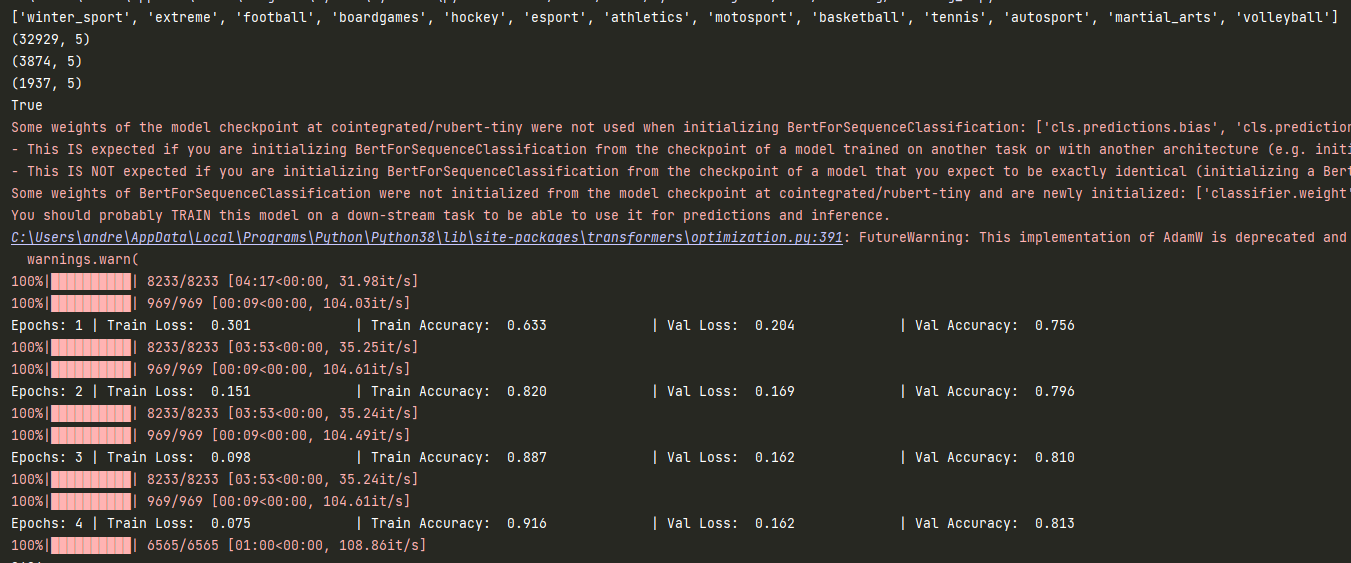 ['winter_sport', 'extreme', 'football', 'boardgames', 'hockey', 'esport', 'athletics', 'motosport', 'basketball', 'tennis', 'autosport', 'martial_arts', 'volleyball']
(32929, 5)
(3874, 5)
(1937, 5)
True
Some weights of the model checkpoint at cointegrated/rubert-tiny were not used when initializing BertForSequenceClassification: ['cls.predictions.bias', 'cls.prediction
- This IS expected if you are initializing BertForSequenceClassification from the checkpoint of a model trained on another task or with another architecture (e.g. initi
- This IS NOT expected if you are initializing BertForSequenceClassification from the checkpoint of a model that you expect to be exactly identical (initializing a Bert
Some weights of BertForSequenceClassification were not initialized from the model checkpoint at cointegrated/rubert-tiny and are newly initialized: ['classifier.weight'
You should probably TRAIN this model on a down-stream task to be able to use it for predictions and inference.
C:\Users\andre\AppData\Local\Programs\Python\Python38\lib\site-packages\transformers\optimization.py:391: FutureWarning: This implementation of AdamW is deprecated and
warnings.warn(
100%|██████████| 8233/8233 [04:17<00:00, 31.98it/s]
100%|██████████| 969/969 [00:09<00:00, 104.03it/s]
Epochs: 1 | Train Loss: 0.301 | Train Accuracy: 0.633 | Val Loss: 0.204 | Val Accuracy: 0.756
100%|██████████| 8233/8233 [03:53<00:00, 35.25it/s]
100%|██████████| 969/969 [00:09<00:00, 104.61it/s]
Epochs: 2 | Train Loss: 0.151 | Train Accuracy: 0.820 | Val Loss: 0.169 | Val Accuracy: 0.796
100%|██████████| 8233/8233 [03:53<00:00, 35.24it/s]
100%|██████████| 969/969 [00:09<00:00, 104.49it/s]
Epochs: 3 | Train Loss: 0.098 | Train Accuracy: 0.887 | Val Loss: 0.162 | Val Accuracy: 0.810
100%|██████████| 8233/8233 [03:53<00:00, 35.24it/s]
100%|██████████| 969/969 [00:09<00:00, 104.61it/s]
Epochs: 4 | Train Loss: 0.075 | Train Accuracy: 0.916 | Val Loss: 0.162 | Val Accuracy: 0.813
100%|██████████| 6565/6565 [01:00<00:00, 108.86it/s]